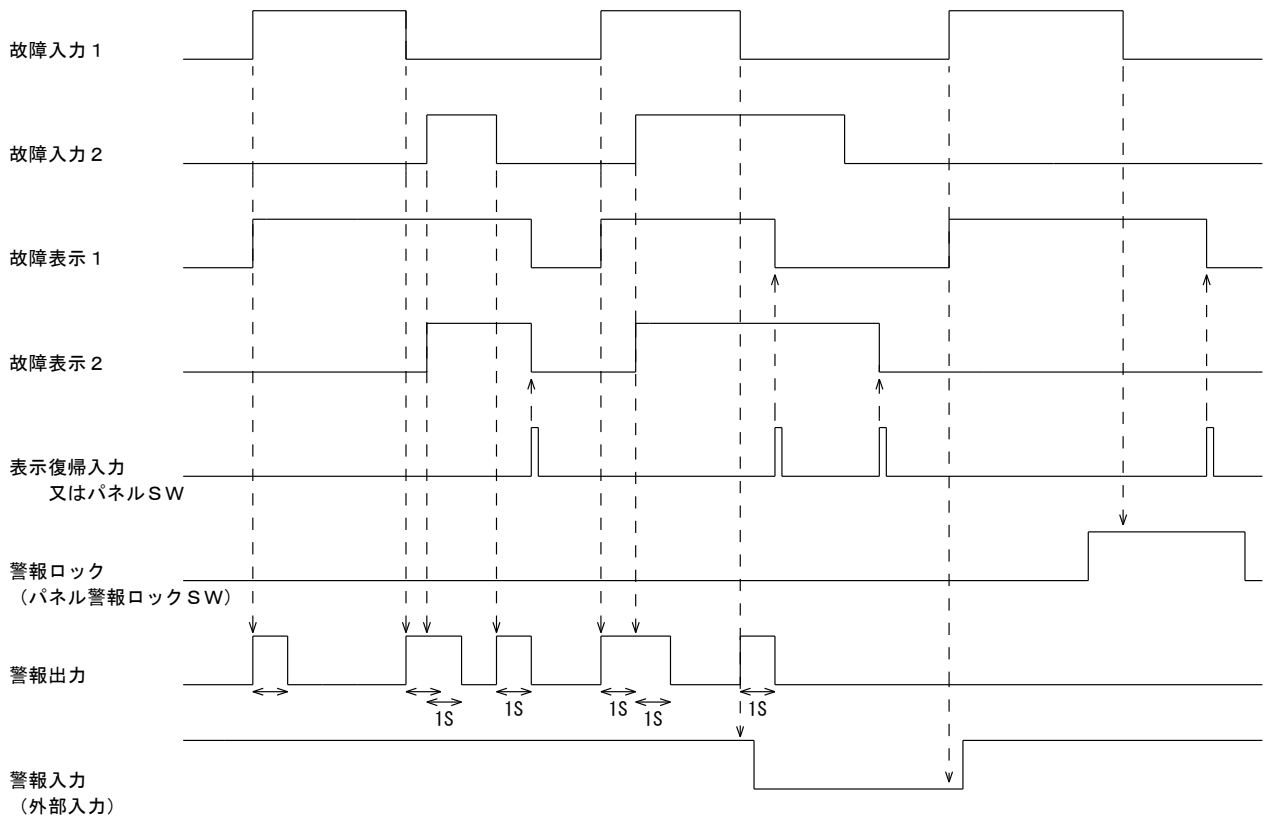 故障入力１
故障入力２
故障表示１
故障表示２
表示復帰入力
又はパネルＳＷ
警報ロック
（パネル警報ロックＳＷ）
警報出力
1S
1S
1S
1S
1S
警報入力
（外部入力）